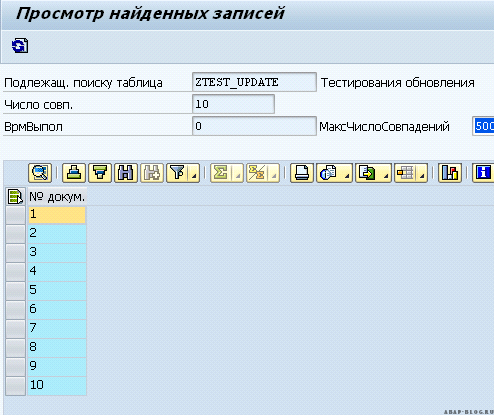 Просмотр найденных записей
Подлежащ. поиску таблица ZTEST_UPDATE Тестирования обновления
Число совп. 10
ВрмВыпол 0 МаксЧислоСовпадений 500
№ докум.
1
2
3
4
5
6
7
8
9
10
ABAP-BLOG.RU